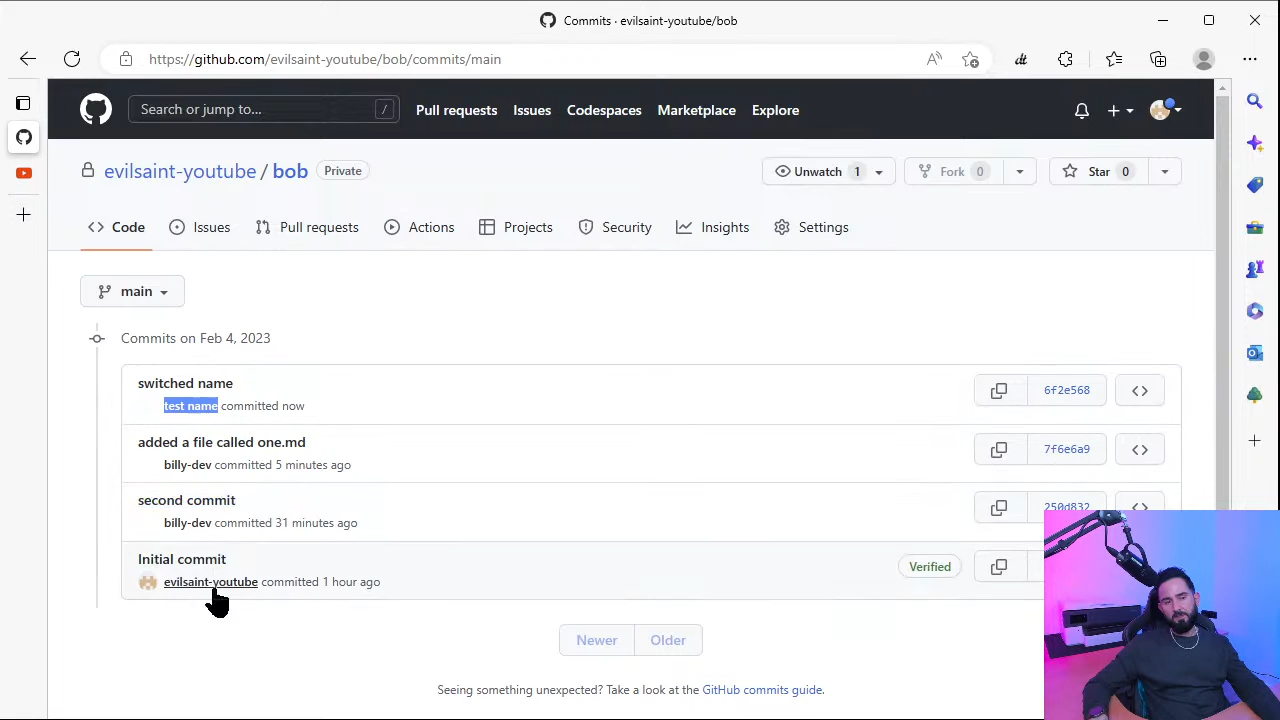 Commits · evilsaint-youtube/bob
https://github.com/evilsaint-youtube/bob/commits/main
Search or jump to... /
Pull requests Issues Codespaces Marketplace Explore
evilsaint-youtube / bob Private
Unwatch 1 Fork 0 Star 0
Code Issues Pull requests Actions Projects Security Insights Settings
main
Commits on Feb 4, 2023
switched name
test name committed now
6f2e568
added a file called one.md
billy-dev committed 5 minutes ago
7f6e6a9
second commit
billy-dev committed 31 minutes ago
250d832
Initial commit
evilsaint-youtube committed 1 hour ago
Verified
Newer Older
Seeing something unexpected? Take a look at the GitHub commits guide.